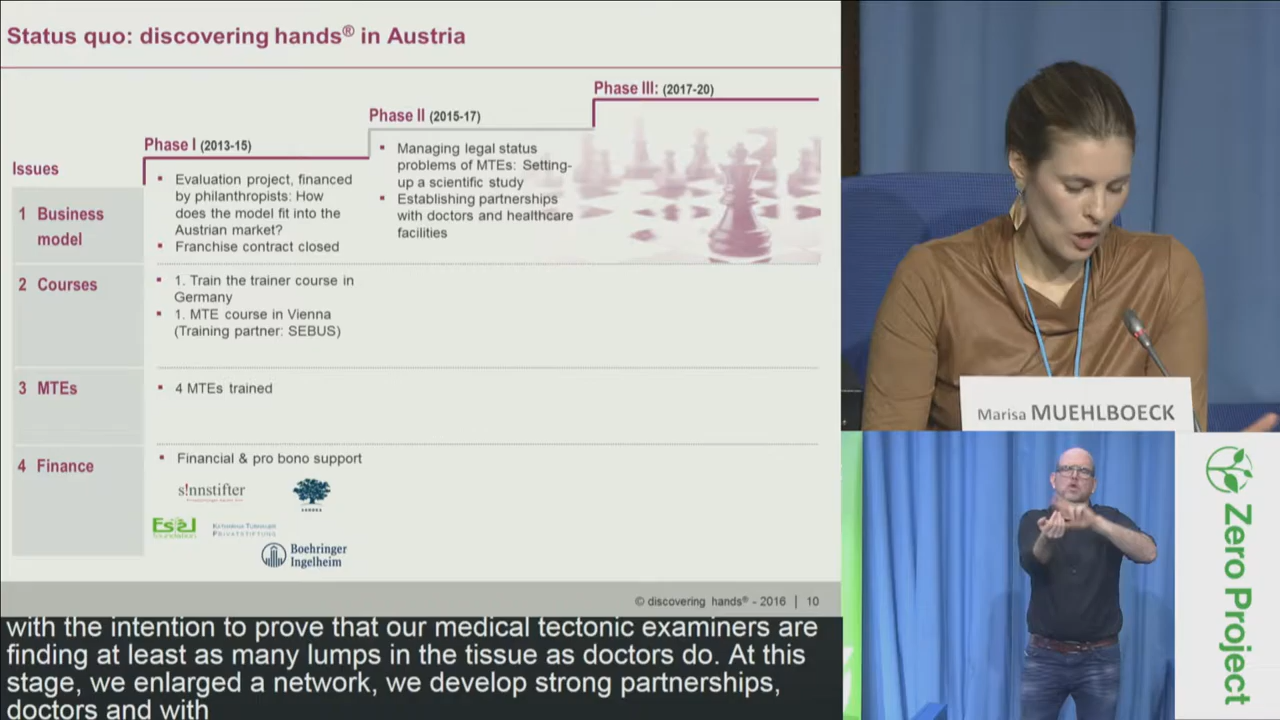 Status quo: discovering hands® in Austria
Phase III: (2017-20)
Phase II (2015-17)
Phase I (2013-15)
Issues
1 Business
model
▪ Evaluation project, financed
by philanthropists: How
does the model fit into the
Austrian market?
▪ Franchise contract closed
▪ Managing legal status
problems of MTEs: Setting-
up a scientific study
▪ Establishing partnerships
with doctors and healthcare
facilities
2 Courses
▪ 1. Train the trainer course in
Germany
▪ 1. MTE course in Vienna
(Training partner: SEBUS)
3 MTEs
▪ 4 MTEs trained
4 Finance
▪ Financial & pro bono support
s!nnstifter
Essl
foundation
PRIVATSTIFTUNG
Boehringer
Ingelheim
© discovering hands® - 2016 | 10
with the intention to prove that our medical tectonic examiners are
finding at least as many lumps in the tissue as doctors do. At this
stage, we enlarged a network, we develop strong partnerships,
doctors and with
Marisa MUEHLBOECK
Zero Project